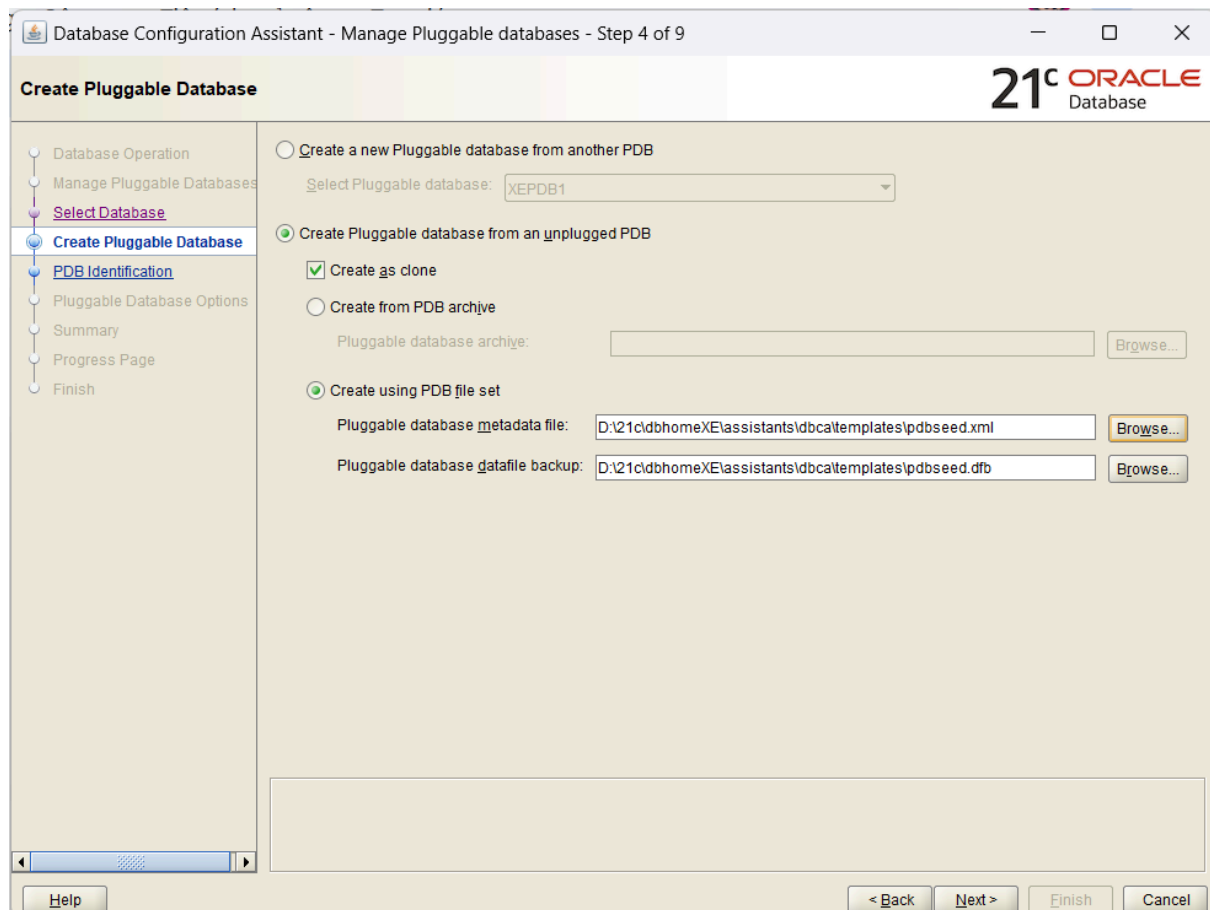 Database Configuration Assistant - Manage Pluggable databases - Step 4 of 9
Create Pluggable Database
21c ORACLE
Database
Database Operation
Manage Pluggable Databases
Select Database
Create Pluggable Database
PDB Identification
Pluggable Database Options
Summary
Progress Page
Finish
Create a new Pluggable database from another PDB
Select Pluggable database: XEPDB1
Create Pluggable database from an unplugged PDB
Create as clone
Create from PDB archive
Pluggable database archive: Browse...
Create using PDB file set
Pluggable database metadata file: D:\21c\dbhomeXE\assistants\dbca\templates\pdbseed.xml Browse...
Pluggable database datafile backup: D:\21c\dbhomeXE\assistants\dbca\templates\pdbseed.dfb Browse...
Help < Back Next > Finish Cancel